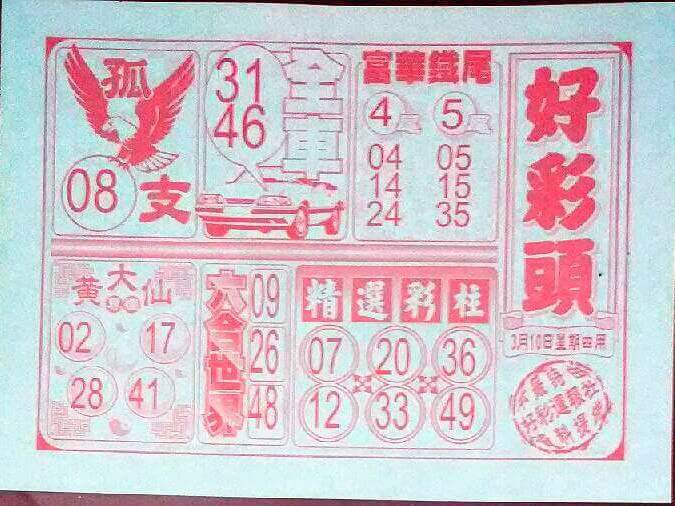 好彩頭
3月10日星期四用
孤
08
支
31
46
全車
富華鐵尾
4尾 5尾
04 05
14 15
24 35
黃大仙
02 17
28 41
六合世界
09
26
48
精選彩柱
07 20 36
12 33 49